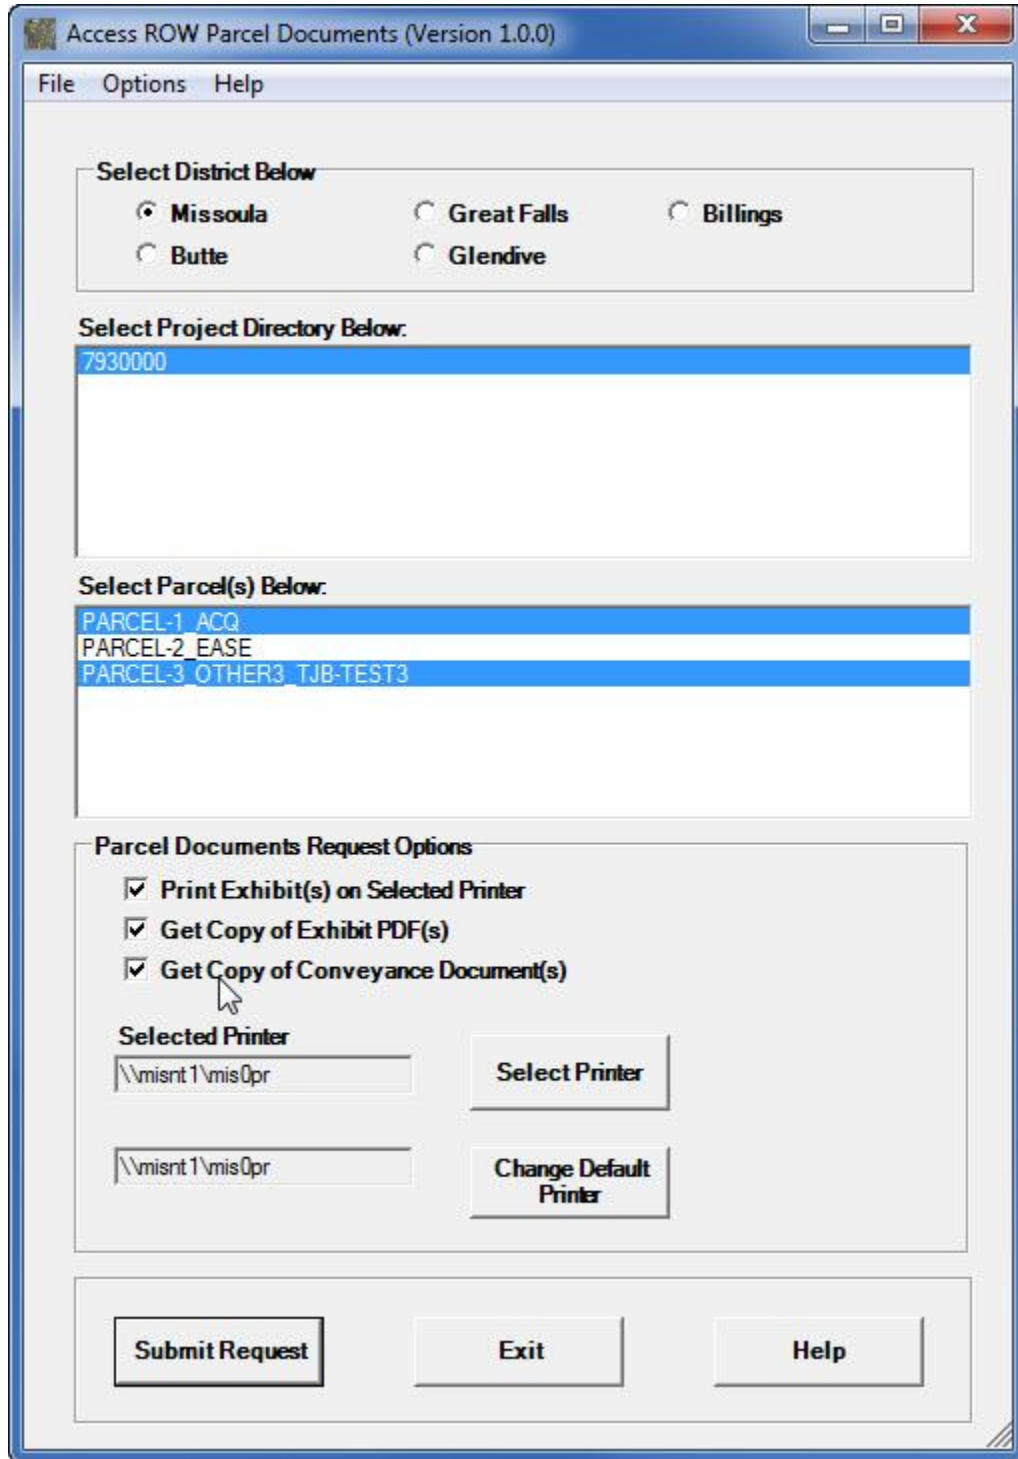 Access ROW Parcel Documents (Version 1.0.0)
File Options Help
Select District Below
Missoula Great Falls Billings
Butte Glendive
Select Project Directory Below:
7930000
Select Parcel(s) Below:
PARCEL-1_ACQ
PARCEL-2_EASE
PARCEL-3_OTHER3_TJB-TEST3
Parcel Documents Request Options
Print Exhibit(s) on Selected Printer
Get Copy of Exhibit PDF(s)
Get Copy of Conveyance Document(s)
Selected Printer
\\misnt1\mis0pr
Select Printer
\\misnt1\mis0pr
Change Default
Printer
Submit Request Exit Help